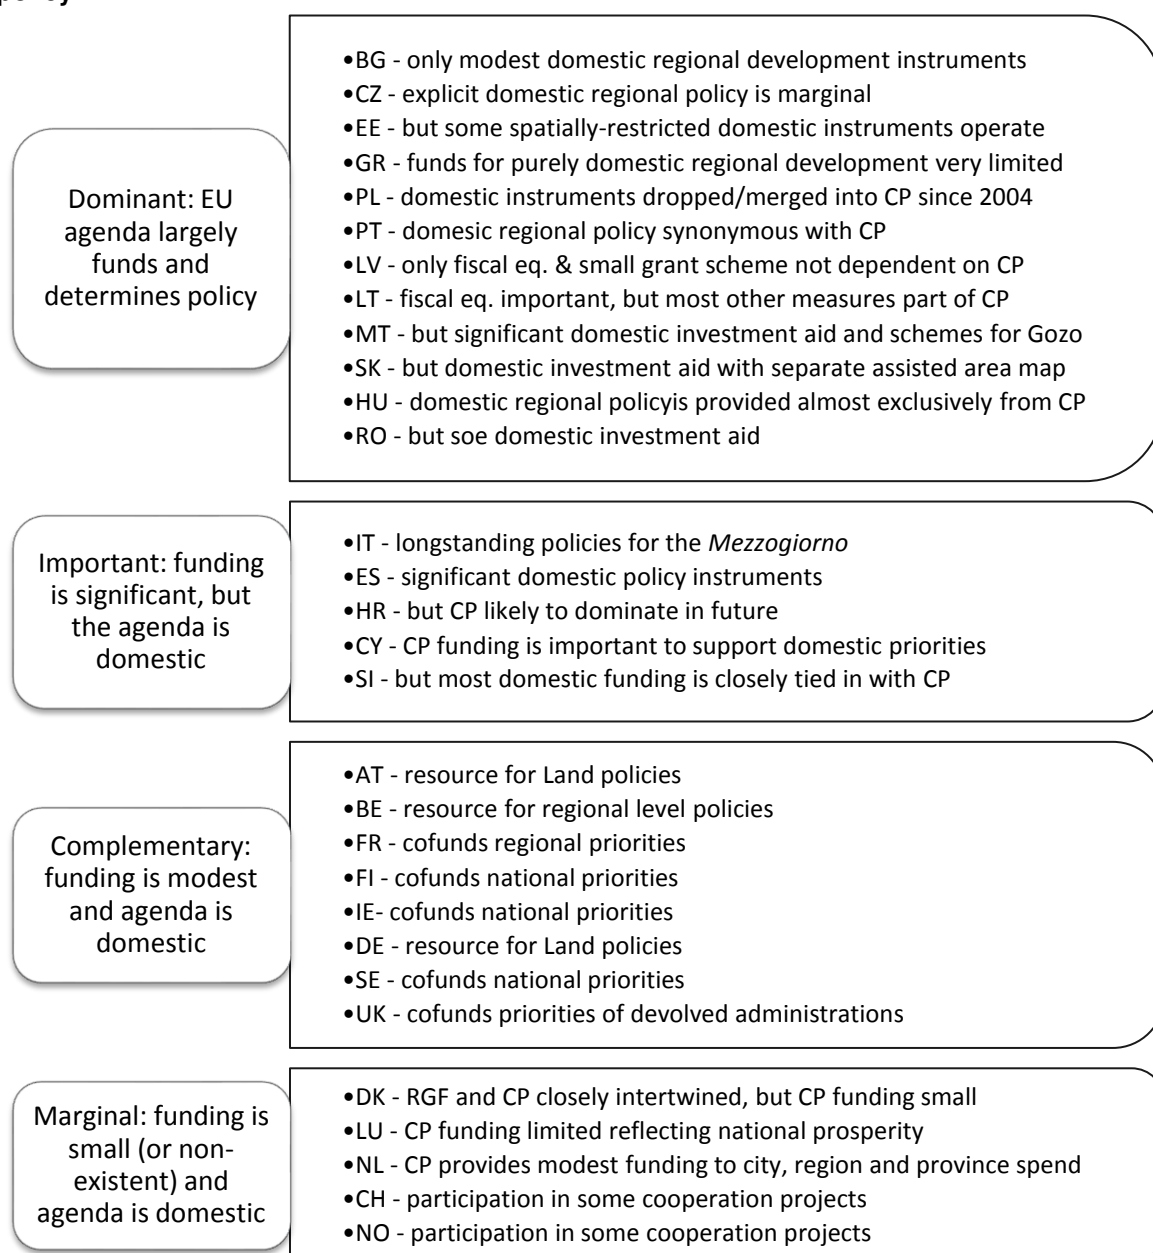 Dominant: EU
agenda largely
funds and
determines policy
•BG - only modest domestic regional development instruments
•CZ - explicit domestic regional policy is marginal
•EE - but some spatially-restricted domestic instruments operate
•GR - funds for purely domestic regional development very limited
•PL - domestic instruments dropped/merged into CP since 2004
•PT - domesic regional policy synonymous with CP
•LV - only fiscal eq. & small grant scheme not dependent on CP
•LT - fiscal eq. important, but most other measures part of CP
•MT - but significant domestic investment aid and schemes for Gozo
•SK - but domestic investment aid with separate assisted area map
•HU - domestic regional policyis provided almost exclusively from CP
•RO - but soe domestic investment aid
Important: funding
is significant, but
the agenda is
domestic
•IT - longstanding policies for the Mezzogiorno
•ES - significant domestic policy instruments
•HR - but CP likely to dominate in future
•CY - CP funding is important to support domestic priorities
•SI - but most domestic funding is closely tied in with CP
Complementary:
funding is modest
and agenda is
domestic
•AT - resource for Land policies
•BE - resource for regional level policies
•FR - cofunds regional priorities
•FI - cofunds national priorities
•IE- cofunds national priorities
•DE - resource for Land policies
•SE - cofunds national priorities
•UK - cofunds priorities of devolved administrations
Marginal: funding is
small (or non-
existent) and
agenda is domestic
•DK - RGF and CP closely intertwined, but CP funding small
•LU - CP funding limited reflecting national prosperity
•NL - CP provides modest funding to city, region and province spend
•CH - participation in some cooperation projects
•NO - participation in some cooperation projects